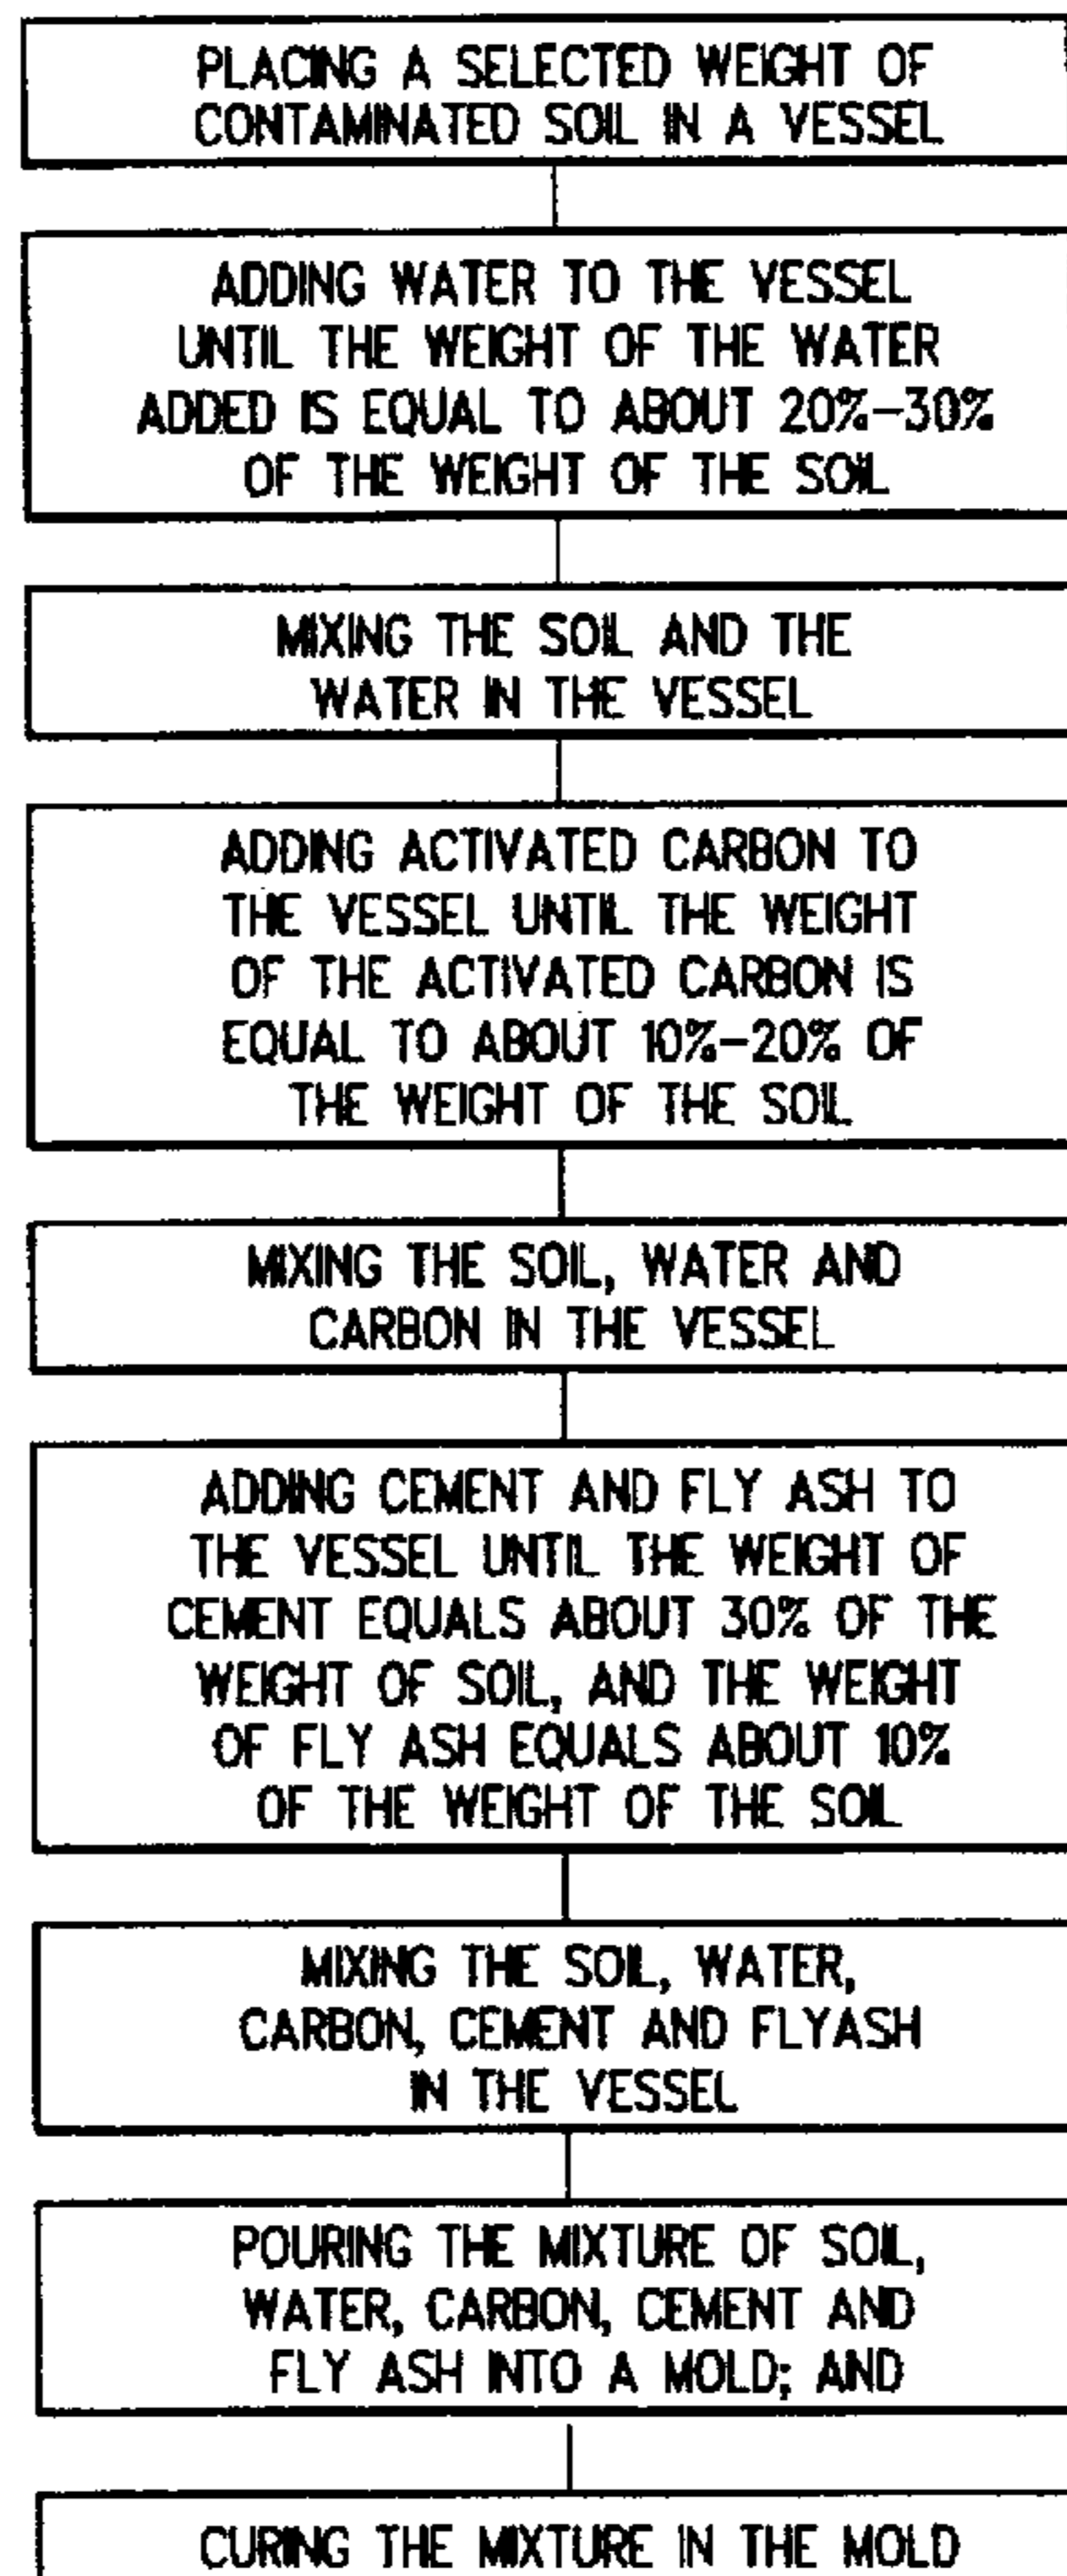 PLACING A SELECTED WEIGHT OF
CONTAMINATED SOIL IN A VESSEL
ADDING WATER TO THE VESSEL
UNTIL THE WEIGHT OF THE WATER
ADDED IS EQUAL TO ABOUT 20%-30%
OF THE WEIGHT OF THE SOIL
MIXING THE SOIL AND THE
WATER IN THE VESSEL
ADDING ACTIVATED CARBON TO
THE VESSEL UNTIL THE WEIGHT
OF THE ACTIVATED CARBON IS
EQUAL TO ABOUT 10%-20% OF
THE WEIGHT OF THE SOIL
MIXING THE SOIL, WATER AND
CARBON IN THE VESSEL
ADDING CEMENT AND FLY ASH TO
THE VESSEL UNTIL THE WEIGHT OF
CEMENT EQUALS ABOUT 30% OF THE
WEIGHT OF SOIL, AND THE WEIGHT
OF FLY ASH EQUALS ABOUT 10%
OF THE WEIGHT OF THE SOIL
MIXING THE SOIL, WATER,
CARBON, CEMENT AND FLYASH
IN THE VESSEL
POURING THE MIXTURE OF SOIL,
WATER, CARBON, CEMENT AND
FLY ASH INTO A MOLD; AND
CURING THE MIXTURE IN THE MOLD